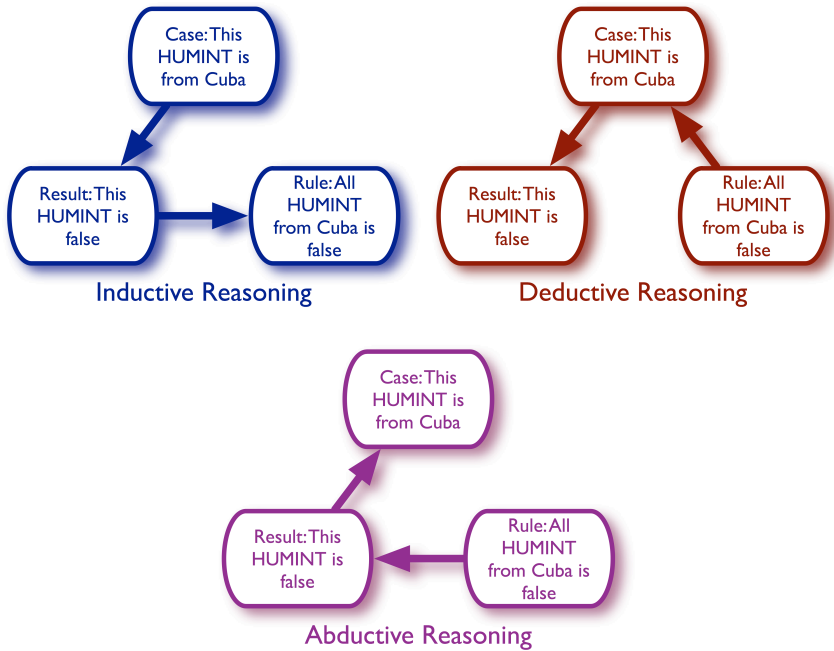 Case: This
HUMINT is
from Cuba
Result: This
HUMINT is
false
Rule: All
HUMINT
from Cuba is
false
Inductive Reasoning
Case: This
HUMINT is
from Cuba
Result: This
HUMINT is
false
Rule: All
HUMINT
from Cuba is
false
Deductive Reasoning
Case: This
HUMINT is
from Cuba
Result: This
HUMINT is
false
Rule: All
HUMINT
from Cuba is
false
Abductive Reasoning